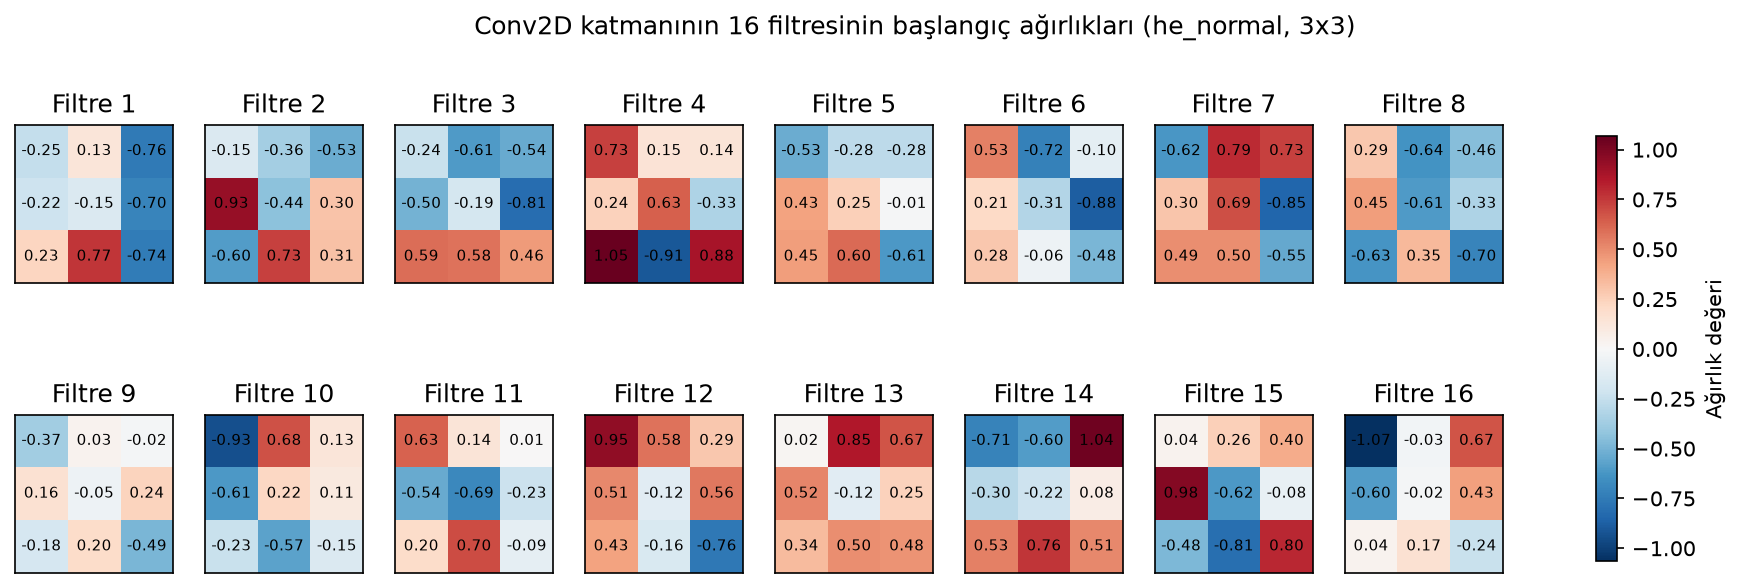 Conv2D katmanının 16 filtresinin başlangıç ağırlıkları (he_normal, 3x3)
Filtre 1 Filtre 2 Filtre 3 Filtre 4 Filtre 5 Filtre 6 Filtre 7 Filtre 8
-0.25 0.13 -0.76 -0.15 -0.36 -0.53 -0.24 -0.61 -0.54 0.73 0.15 0.14 -0.53 -0.28 -0.28 0.53 -0.72 -0.10 -0.62 0.79 0.73 0.29 -0.64 -0.46
-0.22 -0.15 -0.70 0.93 -0.44 0.30 -0.50 -0.19 -0.81 0.24 0.63 -0.33 0.43 0.25 -0.01 0.21 -0.31 -0.88 0.30 0.69 -0.85 0.45 -0.61 -0.33
0.23 0.77 -0.74 -0.60 0.73 0.31 0.59 0.58 0.46 1.05 -0.91 0.88 0.45 0.60 -0.61 0.28 -0.06 -0.48 0.49 0.50 -0.55 -0.63 0.35 -0.70
Filtre 9 Filtre 10 Filtre 11 Filtre 12 Filtre 13 Filtre 14 Filtre 15 Filtre 16
-0.37 0.03 -0.02 -0.93 0.68 0.13 0.63 0.14 0.01 0.95 0.58 0.29 0.02 0.85 0.67 -0.71 -0.60 1.04 0.04 0.26 0.40 -1.07 -0.03 0.67
0.16 -0.05 0.24 -0.61 0.22 0.11 -0.54 -0.69 -0.23 0.51 -0.12 0.56 0.52 -0.12 0.25 -0.30 -0.22 0.08 0.98 -0.62 -0.08 -0.60 -0.02 0.43
-0.18 0.20 -0.49 -0.23 -0.57 -0.15 0.20 0.70 -0.09 0.43 -0.16 -0.76 0.34 0.50 0.48 0.53 0.76 0.51 -0.48 -0.81 0.80 0.04 0.17 -0.24
1.00
0.75
0.50
0.25
0.00
−0.25
−0.50
−0.75
−1.00
Ağırlık değeri